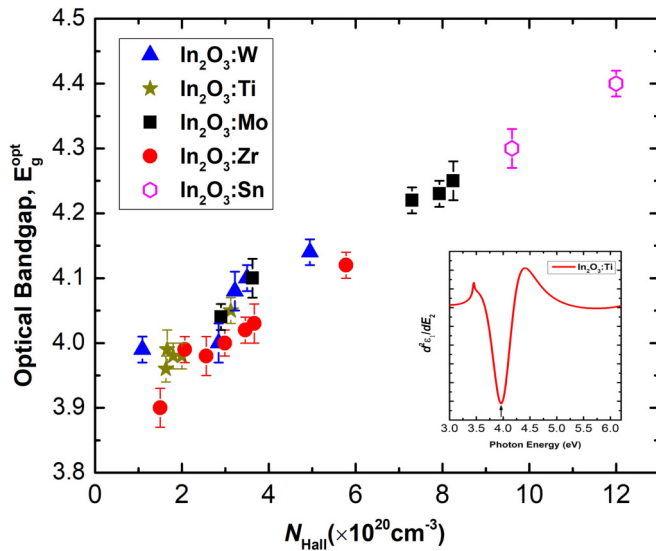 4.5
4.4
4.3
4.2
4.1
4.0
3.9
3.8
Optical Bandgap, E_g^opt
In₂O₃:W
In₂O₃:Ti
In₂O₃:Mo
In₂O₃:Zr
In₂O₃:Sn
In₂O₃:Ti
d²ε_i/dE₂
3.0 3.5 4.0 4.5 5.0 5.5 6.0
Photon Energy (eV)
0 2 4 6 8 10 12
N_Hall(×10²⁰cm⁻³)